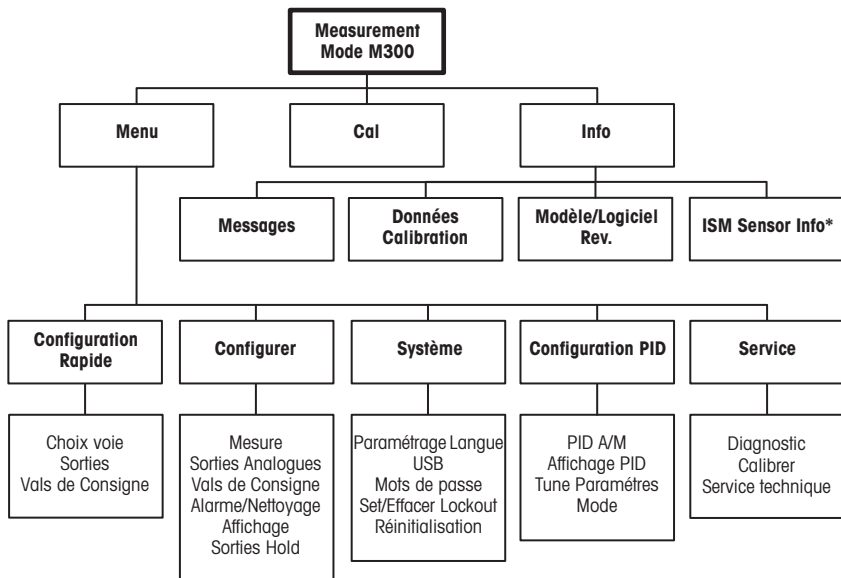 Measurement
Mode M300
Menu
Cal
Info
Messages
Données
Calibration
Modèle/Logiciel
Rev.
ISM Sensor Info*
Configuration
Rapide
Configurer
Système
Configuration PID
Service
Choix voie
Sorties
Vals de Consigne
Mesure
Sorties Analogues
Vals de Consigne
Alarme/Nettoyage
Affichage
Sorties Hold
Paramétrage Langue
USB
Mots de passe
Set/Effacer Lockout
Réinitialisation
PID A/M
Affichage PID
Tune Paramétres
Mode
Diagnostic
Calibrer
Service technique